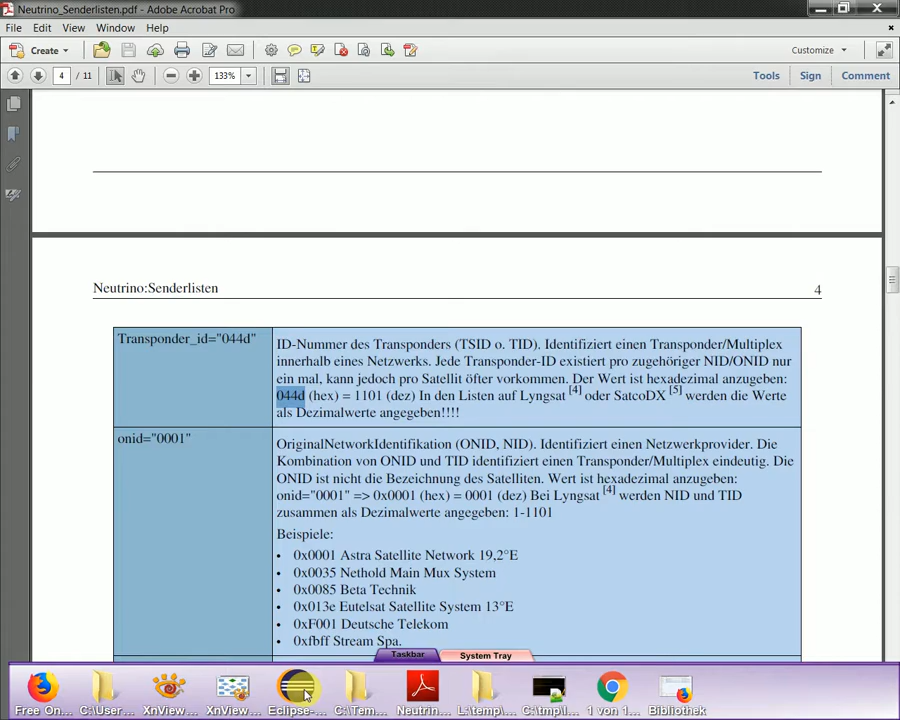 Neutrino_Senderlisten.pdf - Adobe Acrobat Pro
File Edit View Window Help
Create Customize
4 / 11 133% Tools Sign Comment
Neutrino:Senderlisten 4
Transponder_id="044d"
ID-Nummer des Transponders (TSID o. TID). Identifiziert einen Transponder/Multiplex
innerhalb eines Netzwerks. Jede Transponder-ID existiert pro zugehöriger NID/ONID nur
ein mal, kann jedoch pro Satellit öfter vorkommen. Der Wert ist hexadezimal anzugeben:
044d (hex) = 1101 (dez) In den Listen auf Lyngsat [4] oder SatcoDX [5] werden die Werte
als Dezimalwerte angegeben!!!!
onid="0001"
OriginalNetworkIdentifikation (ONID, NID). Identifiziert einen Netzwerkprovider. Die
Kombination von ONID und TID identifiziert einen Transponder/Multiplex eindeutig. Die
ONID ist nicht die Bezeichnung des Satelliten. Wert ist hexadezimal anzugeben:
onid="0001" => 0x0001 (hex) = 0001 (dez) Bei Lyngsat [4] werden NID und TID
zusammen als Dezimalwerte angegeben: 1-1101
Beispiele:
• 0x0001 Astra Satellite Network 19,2°E
• 0x0035 Nethold Main Mux System
• 0x0085 Beta Technik
• 0x013e Eutelsat Satellite System 13°E
• 0xF001 Deutsche Telekom
• 0xfbff Stream Spa.
Taskbar System Tray
Free On... C:\User... XnView... XnView... Eclipse-... C:\Tem... Neutrin... L:\temp\... C:\tmp\l... 1 von 1... Bibliothek